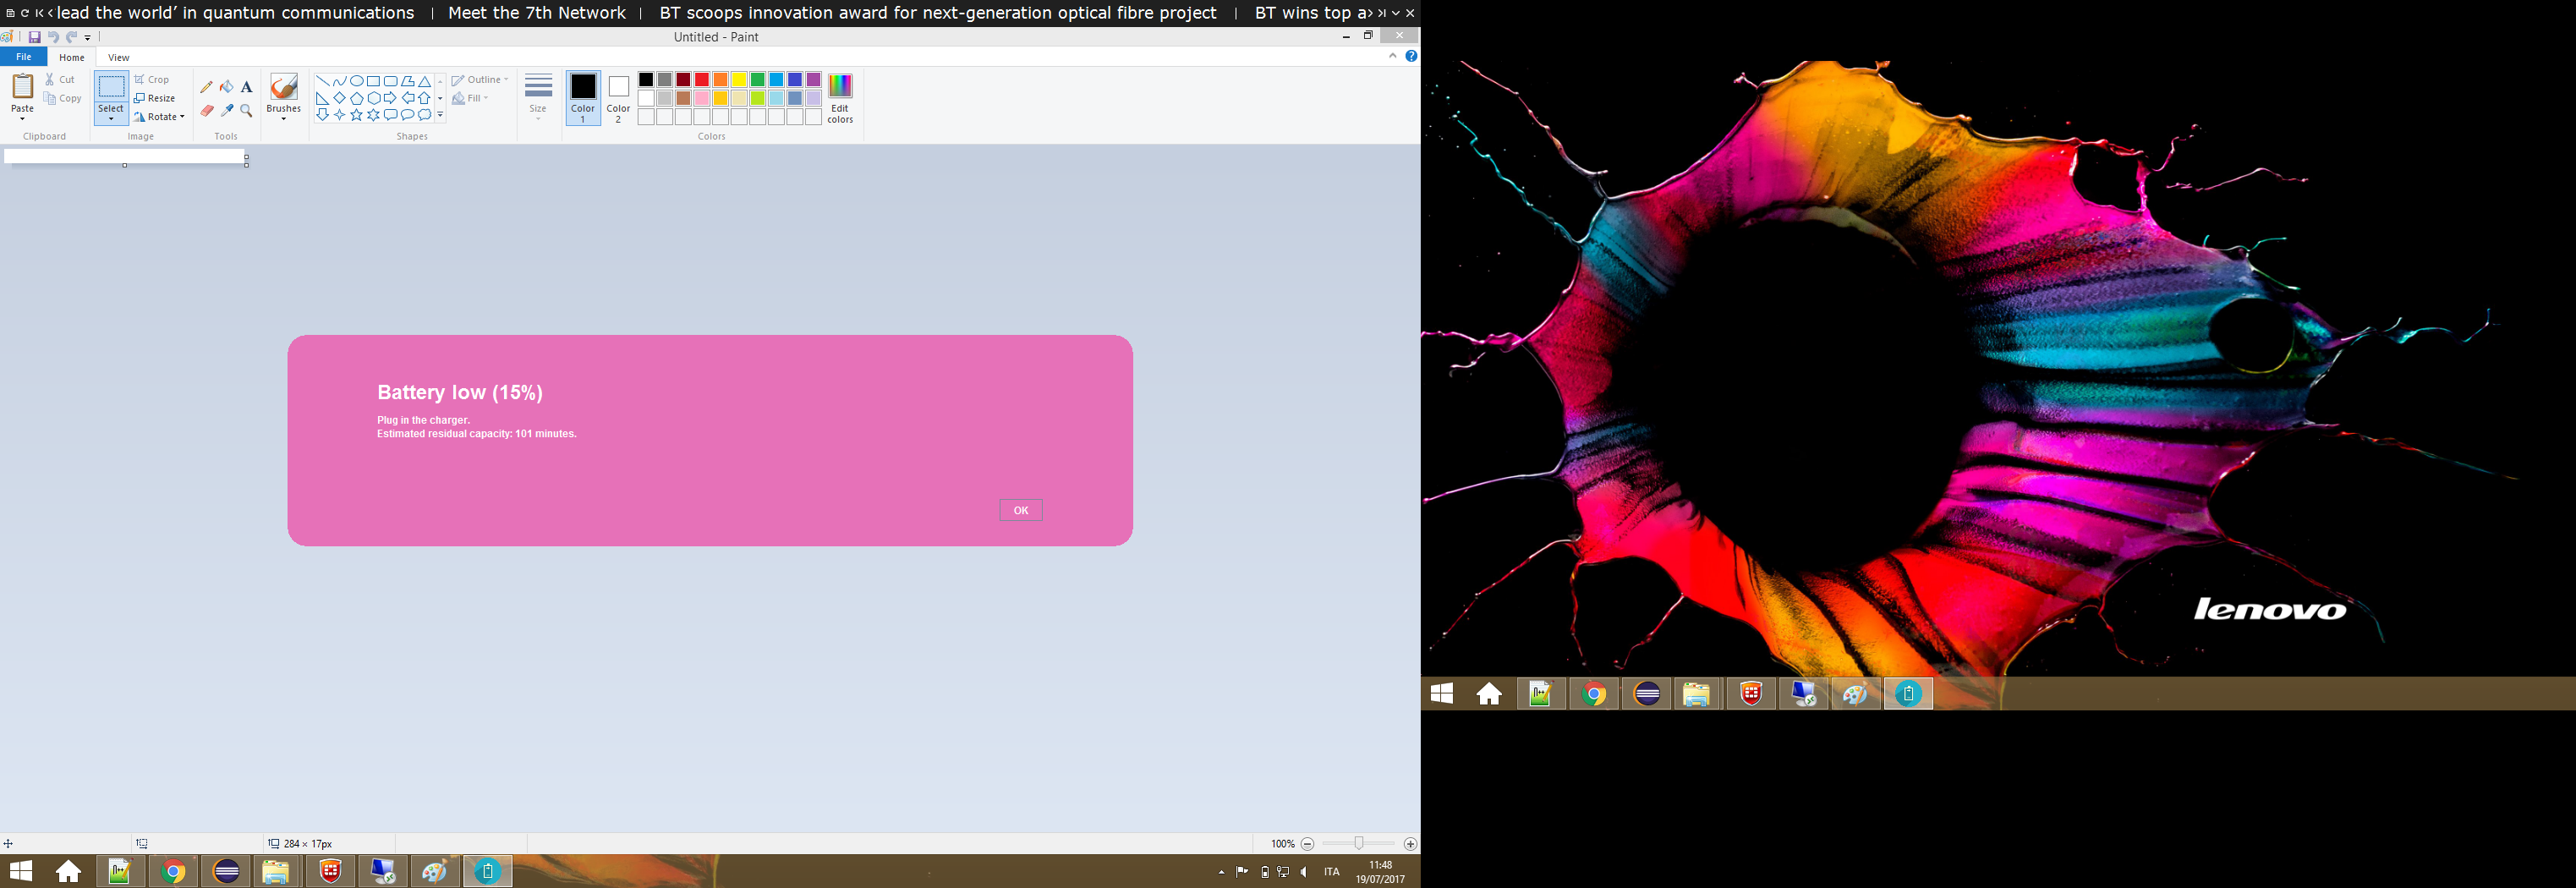 lead the world’ in quantum communications | Meet the 7th Network | BT scoops innovation award for next-generation optical fibre project | BT wins top a
Untitled - Paint
File Home View
Paste
Cut
Copy
Clipboard
Select
Crop
Resize
Rotate
Image
A
Tools
Brushes
Outline
Fill
Shapes
Size
Color 1
Color 2
Edit colors
Colors
Battery low (15%)
Plug in the charger.
Estimated residual capacity: 101 minutes.
OK
lenovo
284 × 17px
100%
ITA
11:48
19/07/2017